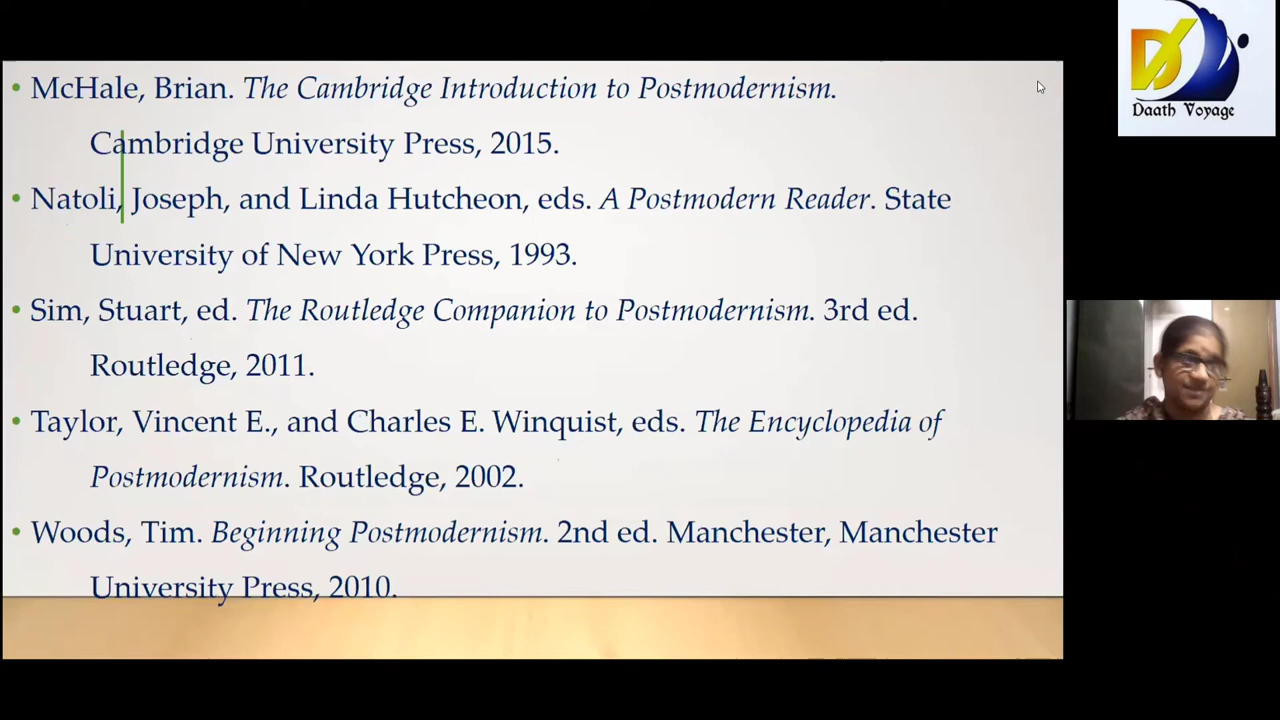 • McHale, Brian. The Cambridge Introduction to Postmodernism.
Cambridge University Press, 2015.
• Natoli, Joseph, and Linda Hutcheon, eds. A Postmodern Reader. State
University of New York Press, 1993.
• Sim, Stuart, ed. The Routledge Companion to Postmodernism. 3rd ed.
Routledge, 2011.
• Taylor, Vincent E., and Charles E. Winquist, eds. The Encyclopedia of
Postmodernism. Routledge, 2002.
• Woods, Tim. Beginning Postmodernism. 2nd ed. Manchester, Manchester
University Press, 2010.
DV
Daath Voyage